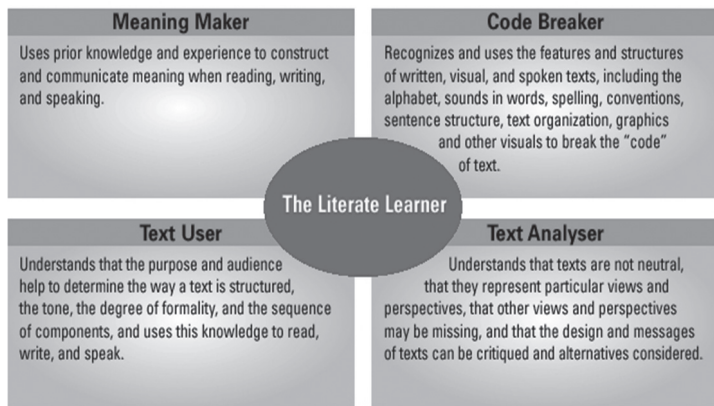 Meaning Maker
Uses prior knowledge and experience to construct
and communicate meaning when reading, writing,
and speaking.
Code Breaker
Recognizes and uses the features and structures
of written, visual, and spoken texts, including the
alphabet, sounds in words, spelling, conventions,
sentence structure, text organization, graphics
and other visuals to break the “code”
of text.
The Literate Learner
Text User
Understands that the purpose and audience
help to determine the way a text is structured,
the tone, the degree of formality, and the sequence
of components, and uses this knowledge to read,
write, and speak.
Text Analyser
Understands that texts are not neutral,
that they represent particular views and
perspectives, that other views and perspectives
may be missing, and that the design and messages
of texts can be critiqued and alternatives considered.